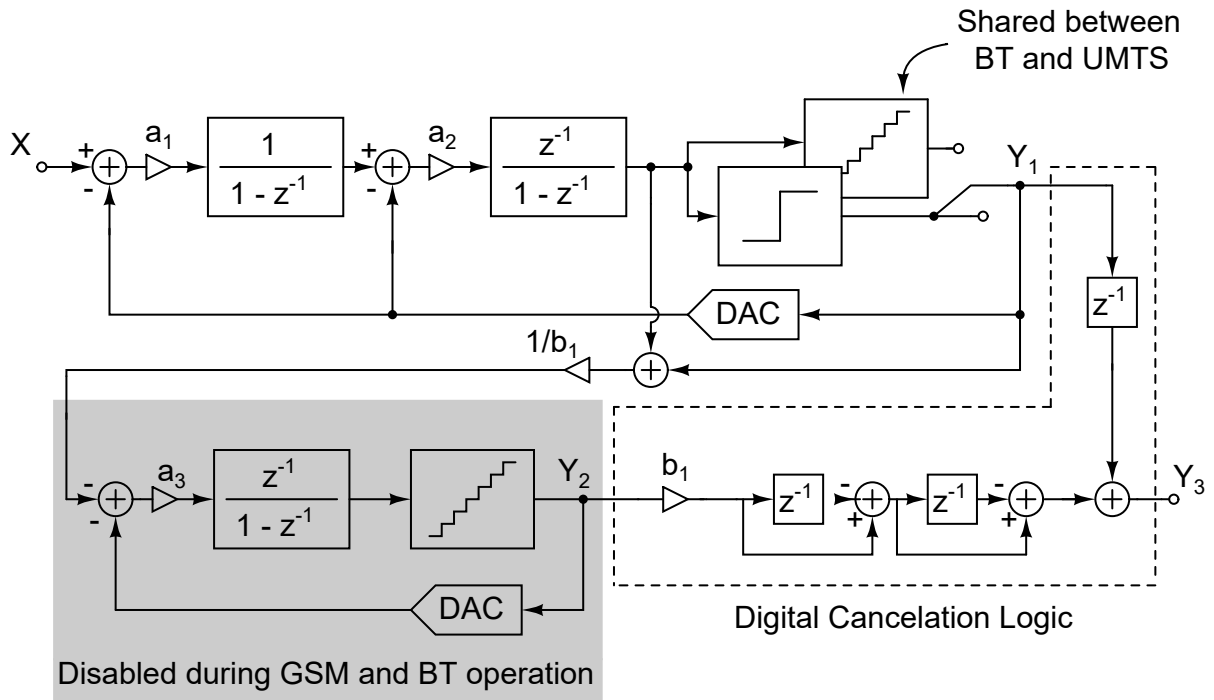 Shared between
BT and UMTS
X
+
-
a1
1
1 - z-1
+
-
a2
z-1
1 - z-1
Y1
z-1
DAC
1/b1
+
+
-
-
a3
z-1
1 - z-1
Y2
DAC
b1
z-1
-
+
+
z-1
-
+
+
+
Y3
Digital Cancelation Logic
Disabled during GSM and BT operation